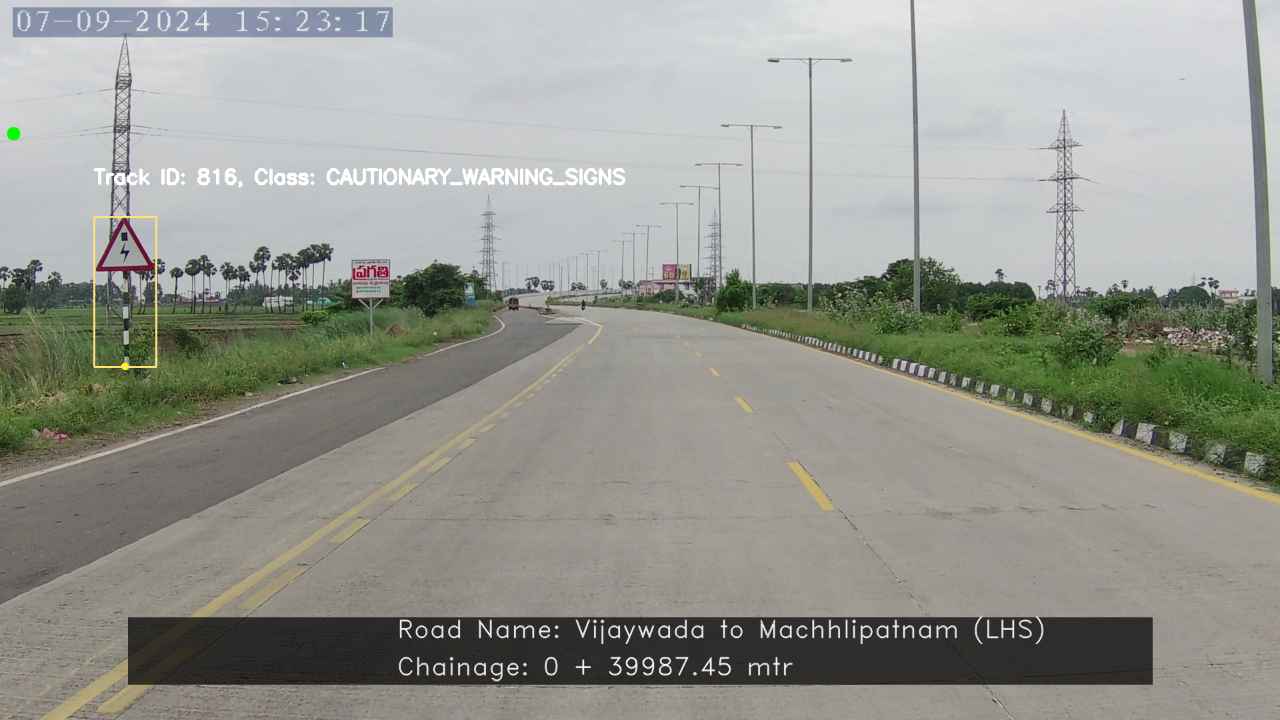 07-09-2024 15:23:17
Track ID: 816, Class: CAUTIONARY_WARNING_SIGNS
ప్రగతి
Road Name: Vijaywada to Machhlipatnam (LHS)
Chainage: 0 + 39987.45 mtr